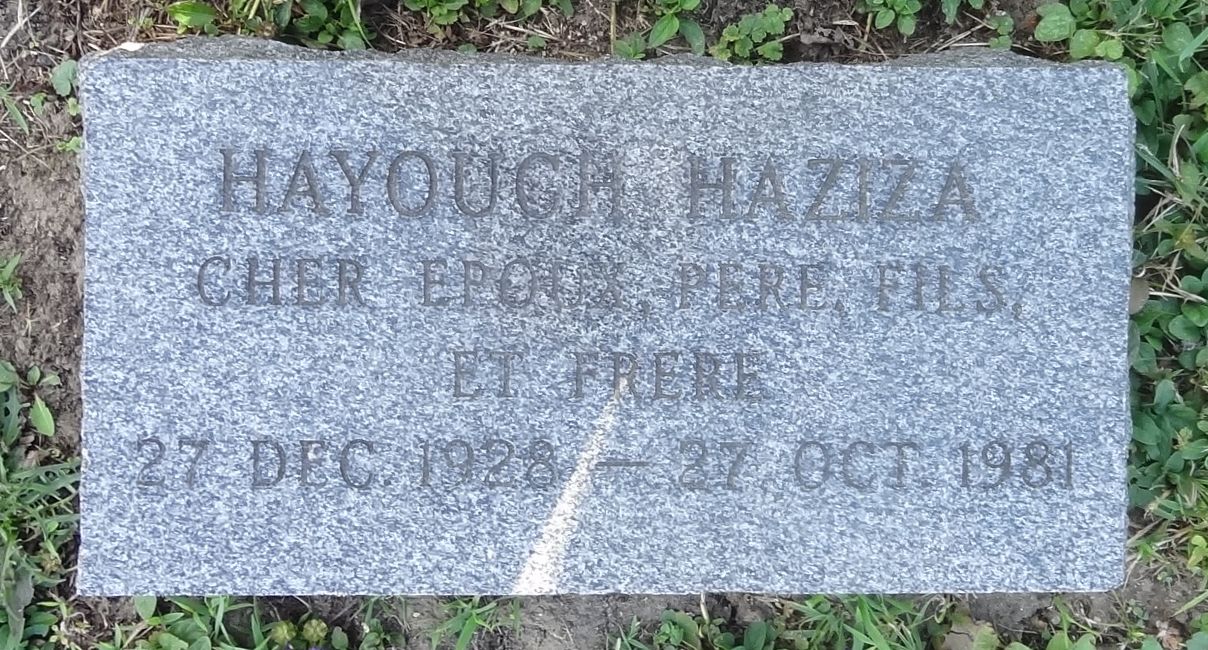 HAYOUCH HAZIZA
CHER EPOUX, PERE, FILS,
ET FRERE
27 DEC. 1928 — 27 OCT. 1981